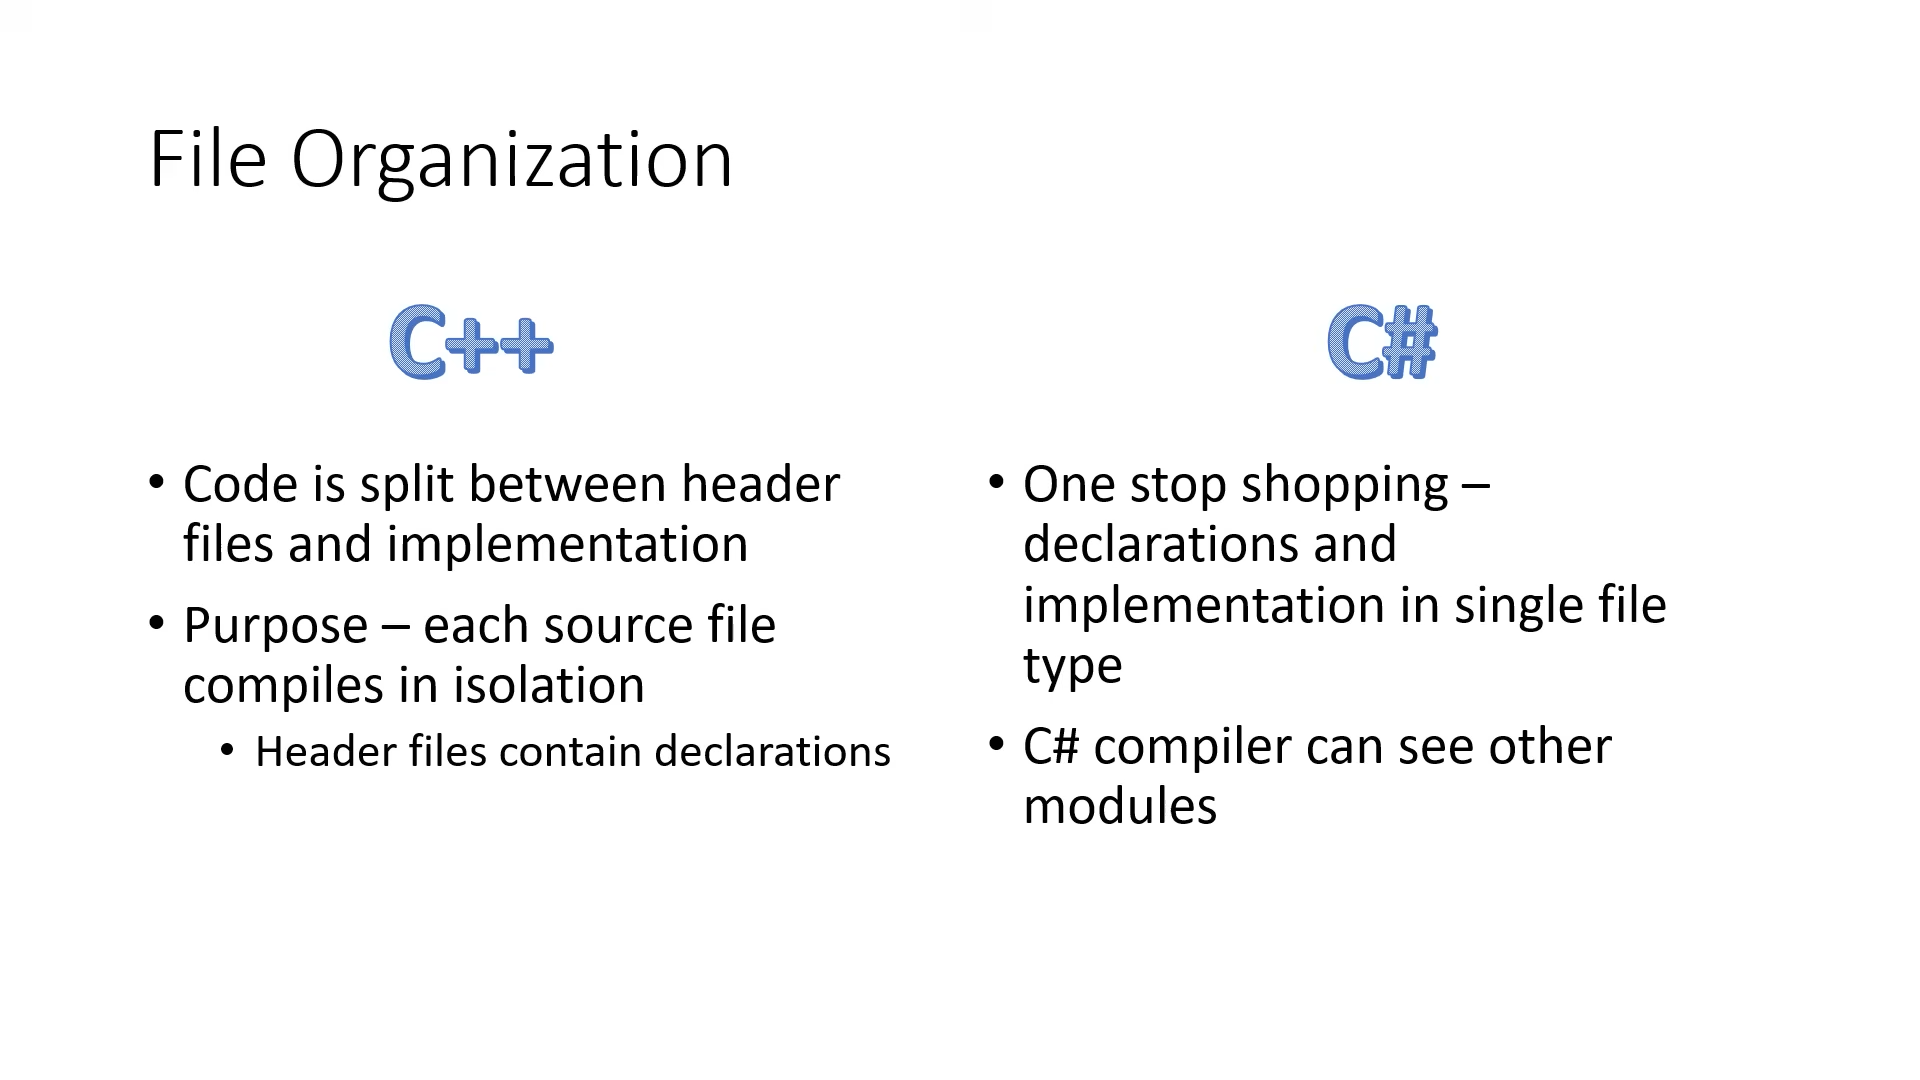 File Organization
C++
• Code is split between header
files and implementation
• Purpose – each source file
compiles in isolation
• Header files contain declarations
C#
• One stop shopping –
declarations and
implementation in single file
type
• C# compiler can see other
modules